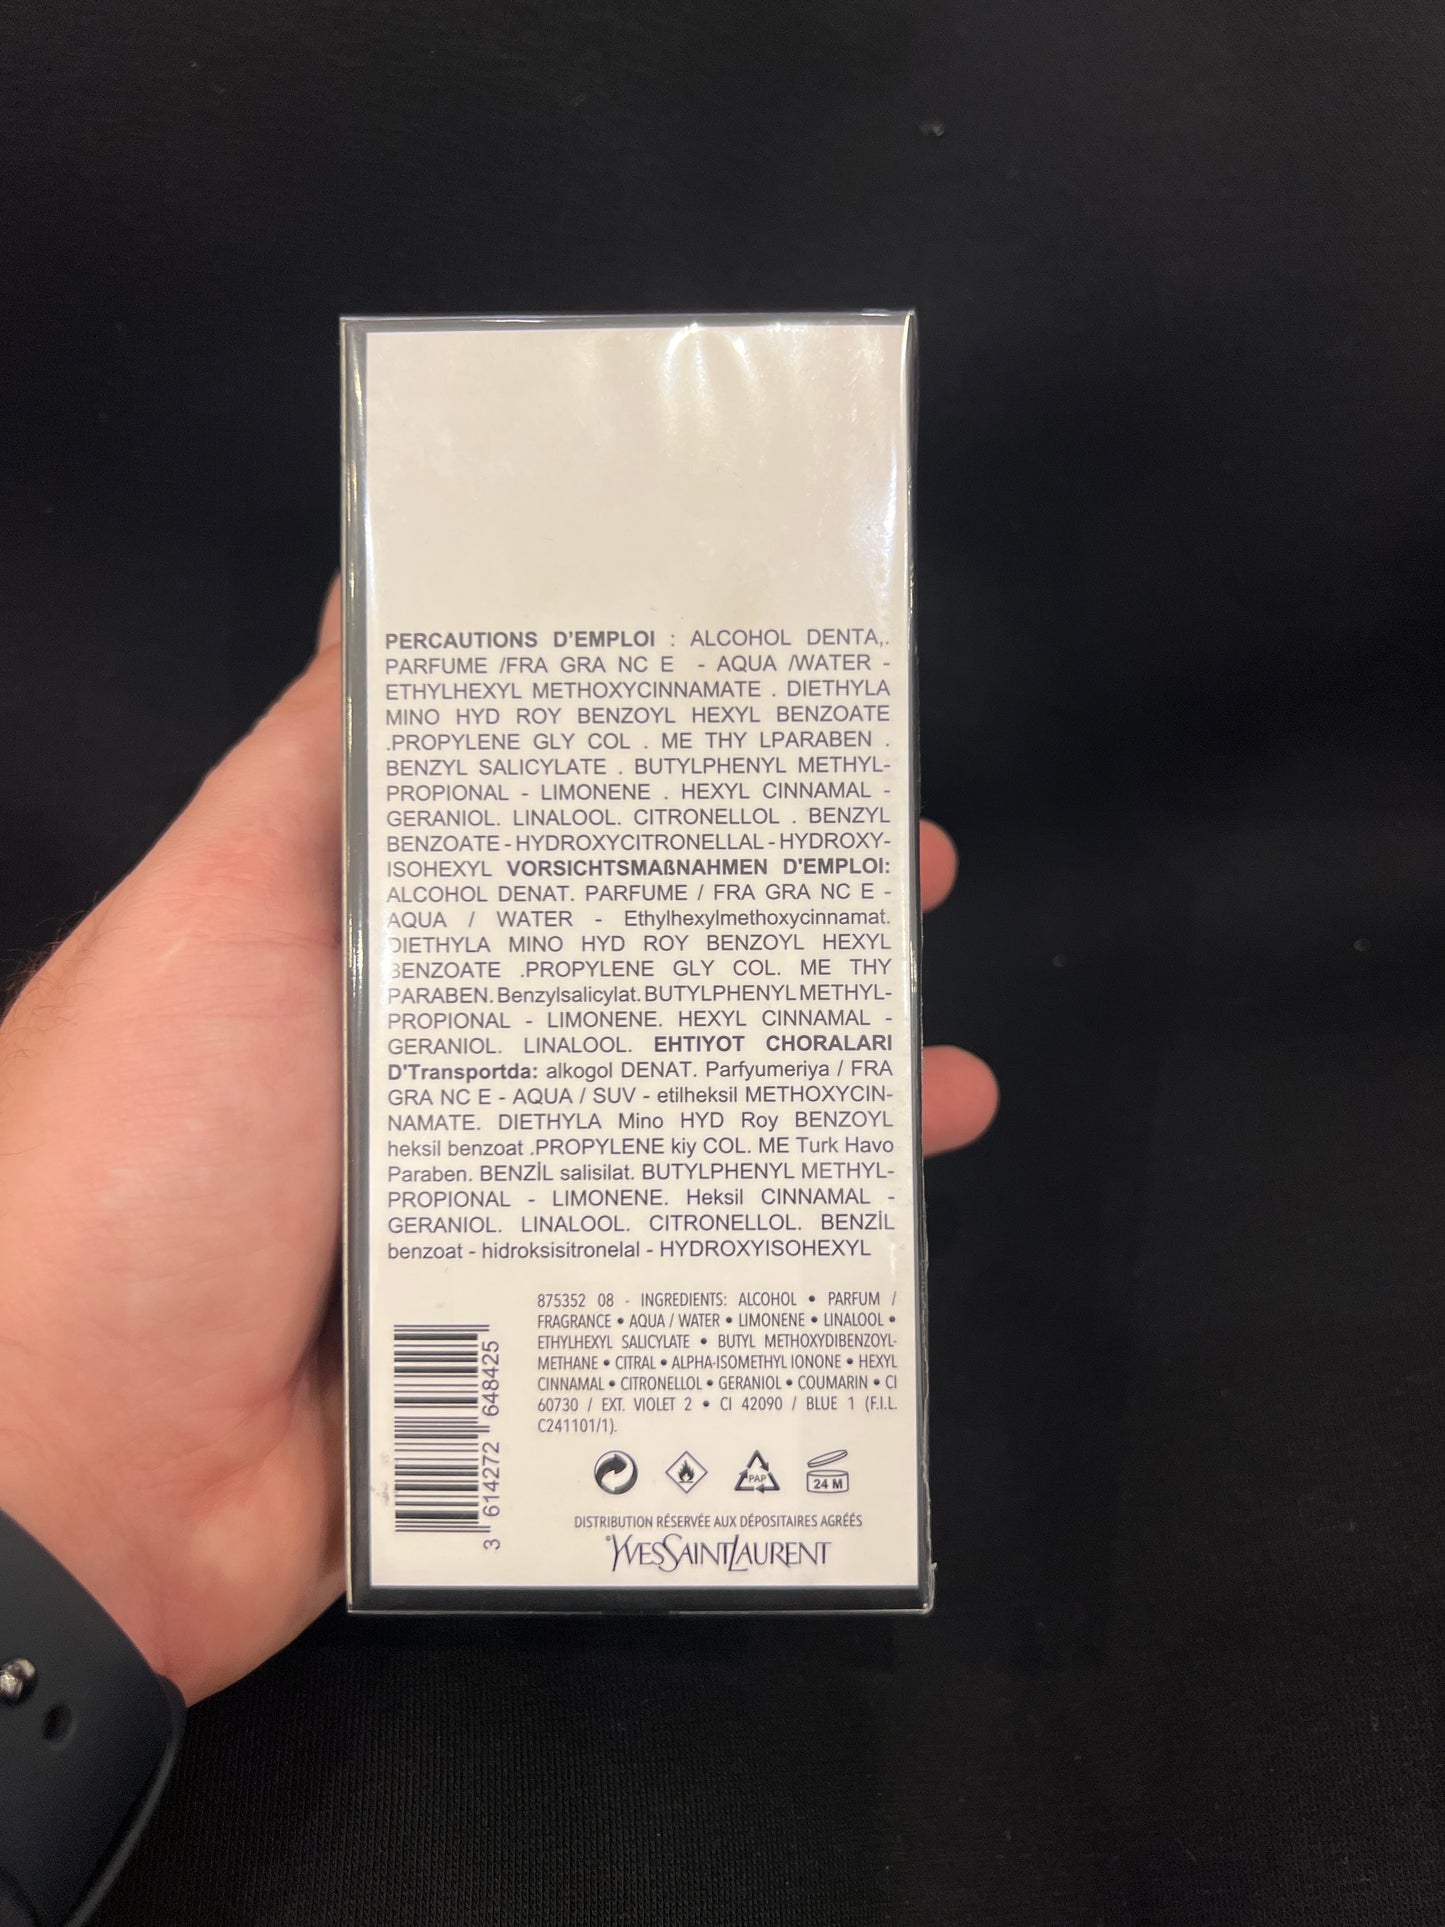 PERCAUTIONS D'EMPLOI : ALCOHOL DENTA,.
PARFUME /FRA GRA NC E - AQUA /WATER -
ETHYLHEXYL METHOXYCINNAMATE . DIETHYLA
MINO HYD ROY BENZOYL HEXYL BENZOATE
.PROPYLENE GLY COL . ME THY LPARABEN .
BENZYL SALICYLATE . BUTYLPHENYL METHYL-
PROPIONAL - LIMONENE . HEXYL CINNAMAL -
GERANIOL. LINALOOL. CITRONELLOL . BENZYL
BENZOATE - HYDROXYCITRONELLAL - HYDROXY-
ISOHEXYL VORSICHTSMAßNAHMEN D'EMPLOI:
ALCOHOL DENAT. PARFUME / FRA GRA NC E -
AQUA / WATER - Ethylhexylmethoxycinnamat.
DIETHYLA MINO HYD ROY BENZOYL HEXYL
BENZOATE .PROPYLENE GLY COL. ME THY
PARABEN. Benzylsalicylat. BUTYLPHENYL METHYL-
PROPIONAL - LIMONENE. HEXYL CINNAMAL -
GERANIOL. LINALOOL. EHTIYOT CHORALARI
D'Transportda: alkogol DENAT. Parfyumeriya / FRA
GRA NC E - AQUA / SUV - etilheksil METHOXYCIN-
NAMATE. DIETHYLA Mino HYD Roy BENZOYL
heksil benzoat .PROPYLENE kiy COL. ME Turk Havo
Paraben. BENZİL salisilat. BUTYLPHENYL METHYL-
PROPIONAL - LIMONENE. Heksil CINNAMAL -
GERANIOL. LINALOOL. CITRONELLOL. BENZİL
benzoat - hidroksisitronelal - HYDROXYISOHEXYL
875352 08 - INGREDIENTS: ALCOHOL • PARFUM /
FRAGRANCE • AQUA / WATER • LIMONENE • LINALOOL •
ETHYLHEXYL SALICYLATE • BUTYL METHOXYDIBENZOYL-
METHANE • CITRAL • ALPHA-ISOMETHYL IONONE • HEXYL
CINNAMAL • CITRONELLOL • GERANIOL • COUMARIN • CI
60730 / EXT. VIOLET 2 • CI 42090 / BLUE 1 (F.I.L.
C241101/1).
3 614272 648425
PAP
24 M
DISTRIBUTION RÉSERVÉE AUX DÉPOSITAIRES AGRÉÉS
YVESSAINTLAURENT